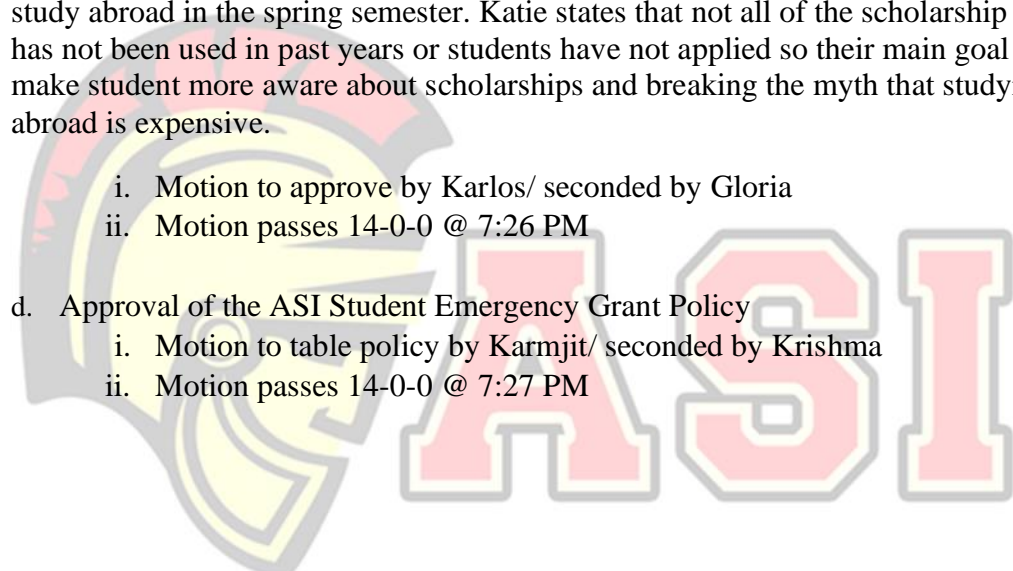 study abroad in the spring semester. Katie states that not all of the scholarship
has not been used in past years or students have not applied so their main goal
make student more aware about scholarships and breaking the myth that
abroad is expensive.
i. Motion to approve by Karlos/ seconded by Gloria
ii. Motion passes 14-0-0 @ 7:26 PM
d. Approval of the ASI Student Emergency Grant Policy
i. Motion to table policy by Karmjit/ seconded by Krishma
ii. Motion passes 14-0-0 @ 7:27 PM
ASI